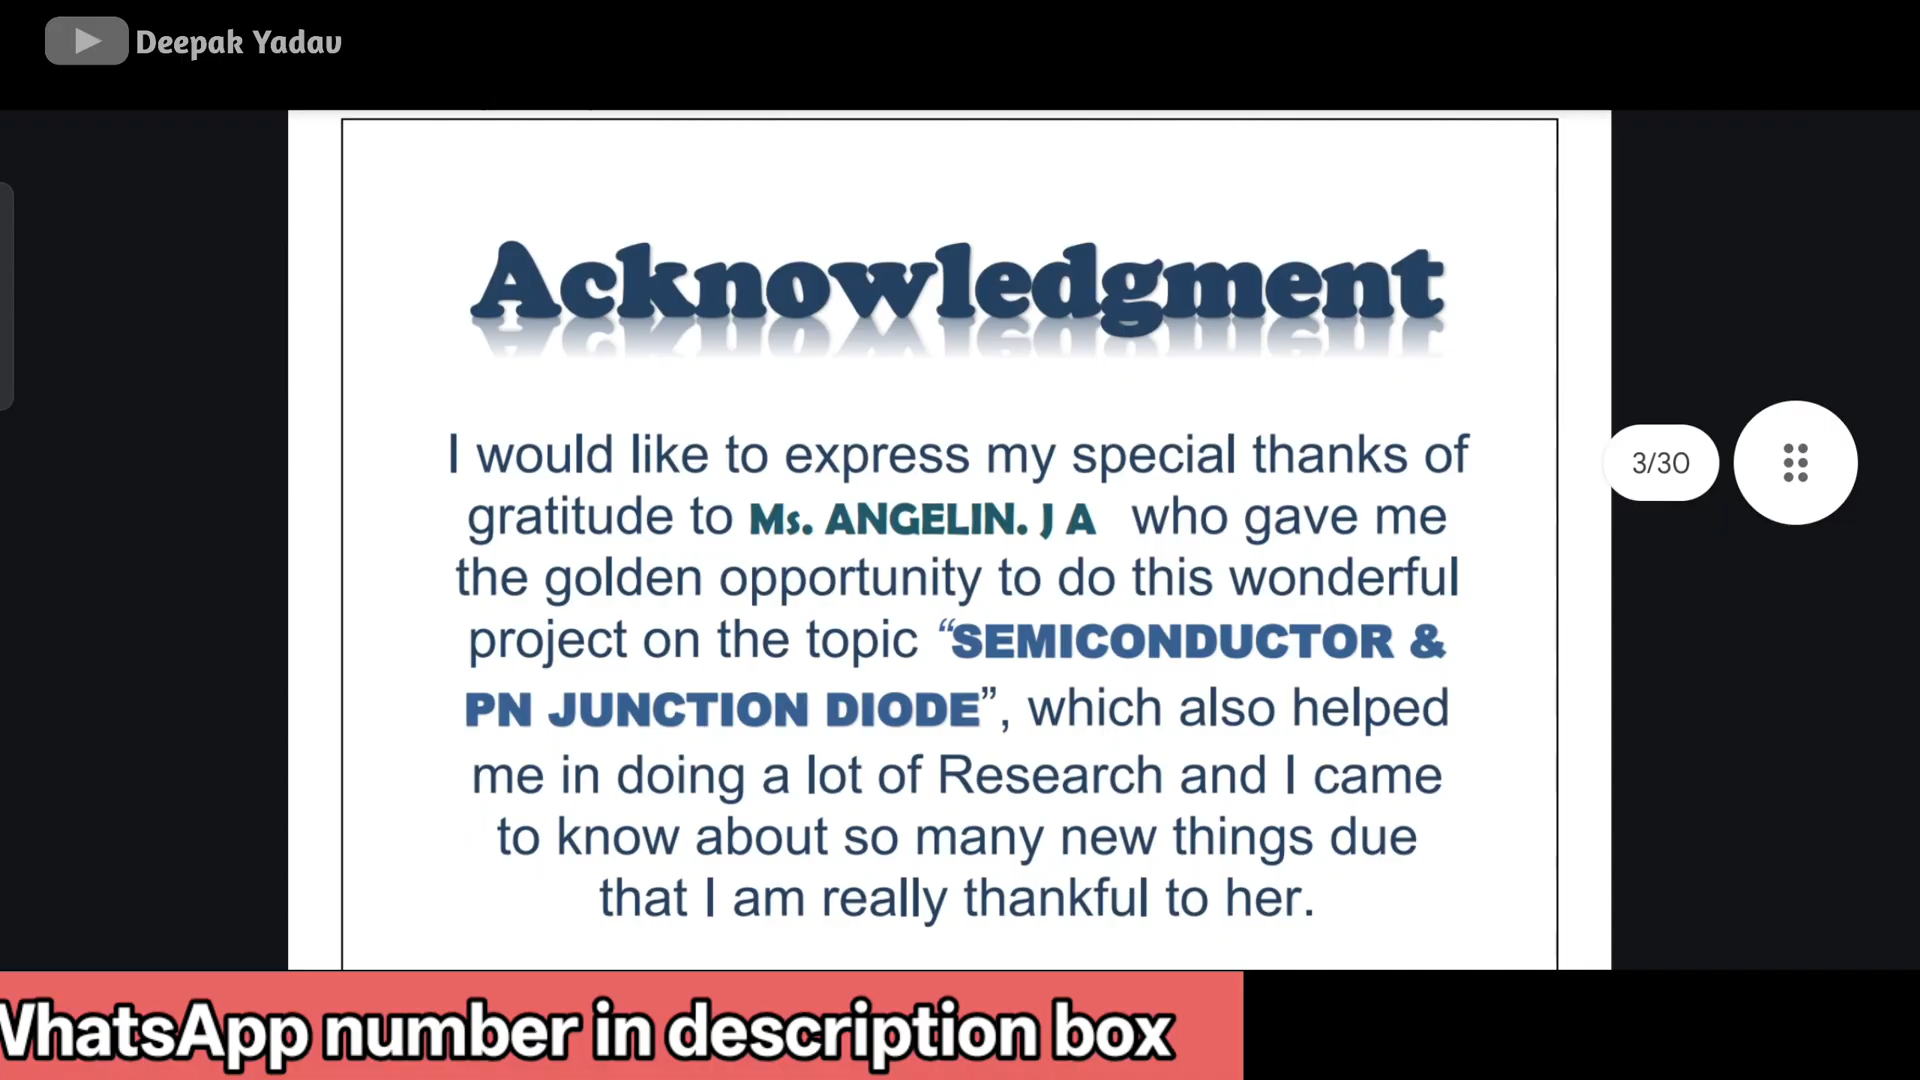 Deepak Yadav
Acknowledgment
I would like to express my special thanks of
gratitude to Ms. ANGELIN. J A who gave me
the golden opportunity to do this wonderful
project on the topic “SEMICONDUCTOR &
PN JUNCTION DIODE”, which also helped
me in doing a lot of Research and I came
to know about so many new things due
that I am really thankful to her.
3/30
WhatsApp number in description box